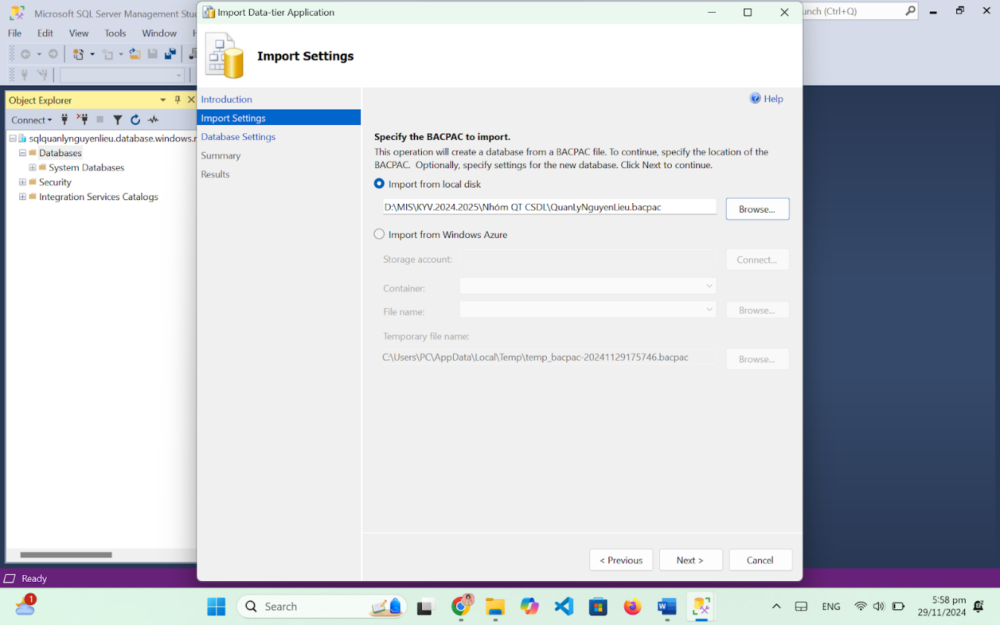 Microsoft SQL Server Management Stu
Import Data-tier Application
unch (Ctrl+Q)
File Edit View Tools Window H
Import Settings
Object Explorer
Connect
sqlquanlynguyenlieu.database.windows.n
Databases
System Databases
Security
Integration Services Catalogs
Introduction
Import Settings
Database Settings
Summary
Results
Help
Specify the BACPAC to import.
This operation will create a database from a BACPAC file. To continue, specify the location of the
BACPAC.  Optionally, specify settings for the new database. Click Next to continue.
Import from local disk
D:\MIS\KYV.2024.2025\Nhóm QT CSDL\QuanLyNguyenLieu.bacpac
Browse...
Import from Windows Azure
Storage account:
Connect...
Container:
File name:
Browse...
Temporary file name:
C:\Users\PC\AppData\Local\Temp\temp_bacpac-20241129175746.bacpac
Browse...
< Previous
Next >
Cancel
Ready
1
Search
ENG
5:58 pm
29/11/2024